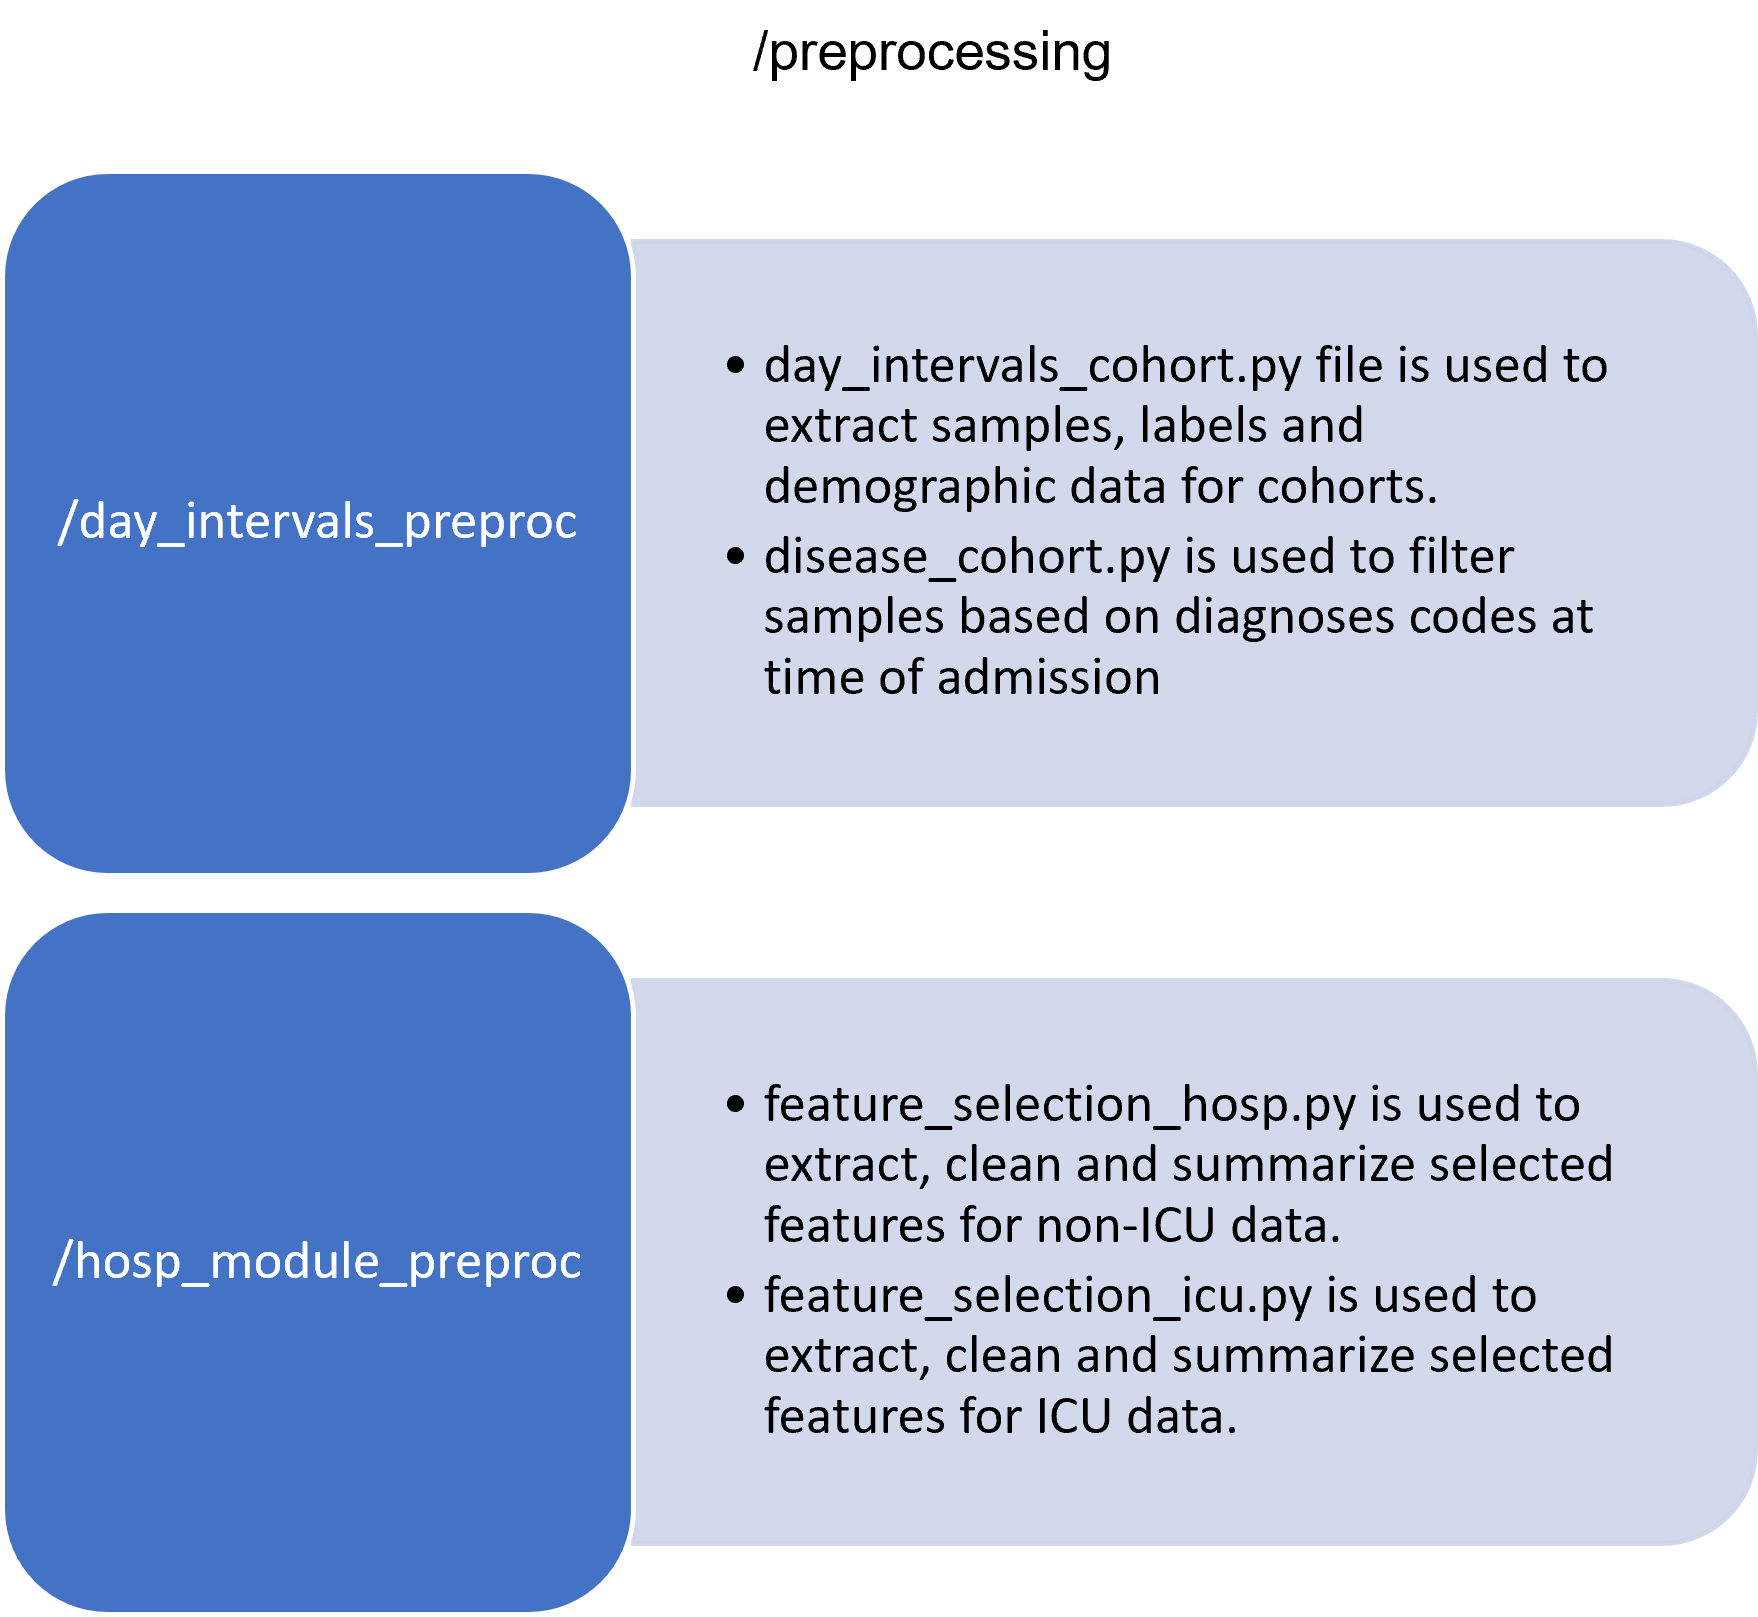 /preprocessing
/day_intervals_preproc
• day_intervals_cohort.py file is used to
extract samples, labels and
demographic data for cohorts.
• disease_cohort.py is used to filter
samples based on diagnoses codes at
time of admission
/hosp_module_preproc
• feature_selection_hosp.py is used to
extract, clean and summarize selected
features for non-ICU data.
• feature_selection_icu.py is used to
extract, clean and summarize selected
features for ICU data.